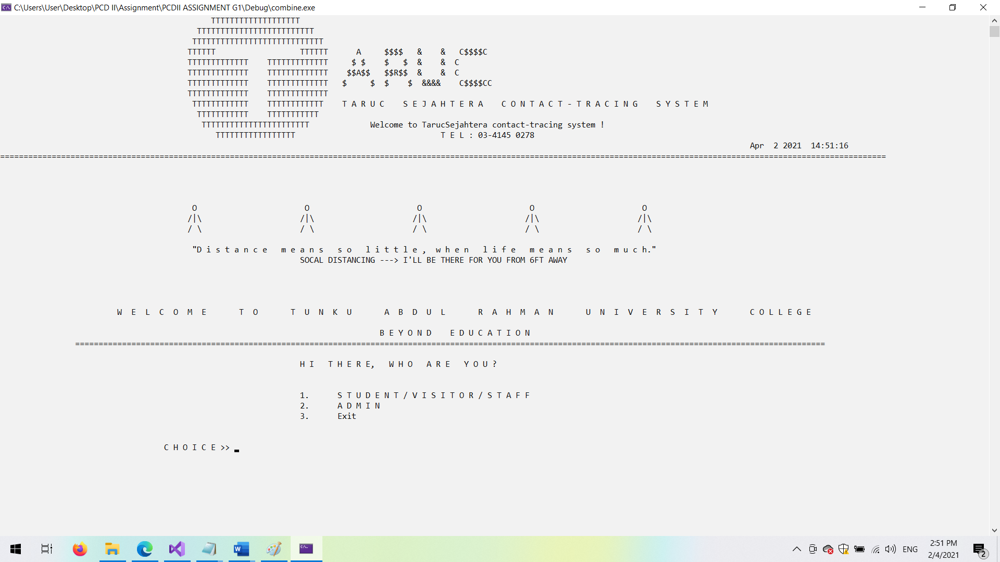 C:\Users\User\Desktop\PCD II\Assignment\PCDII ASSIGNMENT G1\Debug\combine.exe
TTTTTTTTTTTTTTTTTTT
TTTTTTTTTTTTTTTTTTTTTTTTT
TTTTTTTTTTTTTTTTTTTTTTTTTTTT
TTTTTT                  TTTTTT      A     $$$$   &    &   C$$$$C
TTTTTTTTTTTTT    TTTTTTTTTTTTT     $ $    $   $  &    &  C
TTTTTTTTTTTTT    TTTTTTTTTTTTT    $$A$$   $$R$$  &    &  C
TTTTTTTTTTTTT    TTTTTTTTTTTTT   $     $  $    $  &&&&    C$$$$CC
TTTTTTTTTTTTT    TTTTTTTTTTTTT
TTTTTTTTTTTT    TTTTTTTTTTTT    T A R U C    S E J A H T E R A    C O N T A C T - T R A C I N G    S Y S T E M
TTTTTTTTTTT    TTTTTTTTTTT
TTTTTTTTTTTTTTTTTTTTTTT             Welcome to TarucSejahtera contact-tracing system !
TTTTTTTTTTTTTTTTT                               T E L : 03-4145 0278
Apr  2 2021  14:51:16
O                       O                       O                       O                       O
/|\                     /|\                     /|\                     /|\                     /|\
/ \                     / \                     / \                     / \                     / \
"D i s t a n c e   m e a n s   s o   l i t t l e , w h e n   l i f e   m e a n s   s o   m u c h."
SOCAL DISTANCING ---> I'LL BE THERE FOR YOU FROM 6FT AWAY
W  E  L  C  O  M  E       T  O       T  U  N  K  U       A  B  D  U  L       R  A  H  M  A  N       U  N  I  V  E  R  S  I  T  Y       C O L L E G E
B E Y O N D    E D U C A T I O N
H I   T H E R E,   W H O   A R E   Y O U ?
1.      S T U D E N T / V I S I T O R / S T A F F
2.      A D M I N
3.      Exit
C H O I C E >>
ENG
2:51 PM
2/4/2021
2